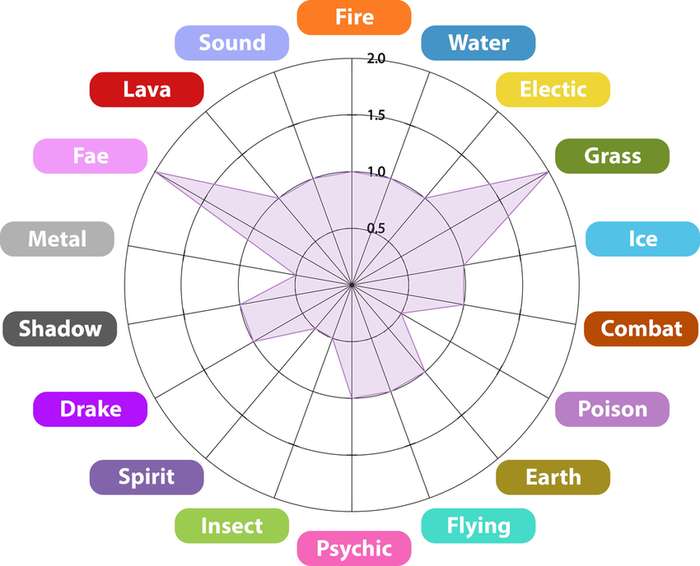 Fire
Sound
Water
Lava
Electic
Fae
Grass
Metal
Ice
Shadow
Combat
Drake
Poison
Spirit
Earth
Insect
Flying
Psychic
2.0
1.5
1.0
0.5